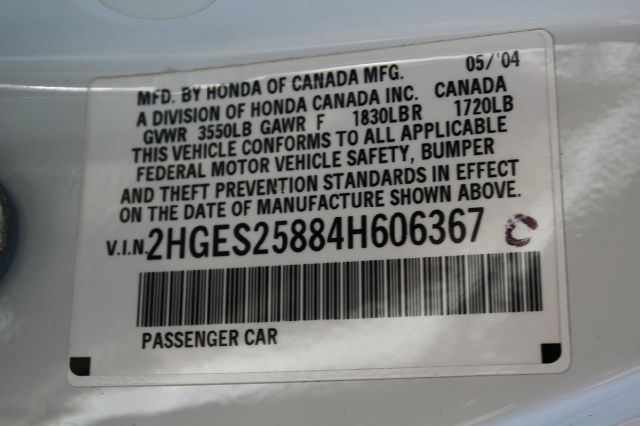 MFD. BY HONDA OF CANADA MFG. 05/'04
A DIVISION OF HONDA CANADA INC. CANADA
GVWR 3550LB GAWR F 1830LB R 1720LB
THIS VEHICLE CONFORMS TO ALL APPLICABLE
FEDERAL MOTOR VEHICLE SAFETY, BUMPER
AND THEFT PREVENTION STANDARDS IN EFFECT
ON THE DATE OF MANUFACTURE SHOWN ABOVE.
V.I.N. 2HGES25884H606367 C
PASSENGER CAR